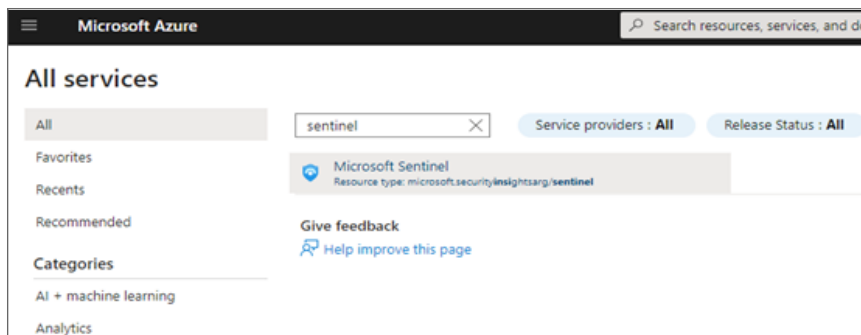 Microsoft Azure
Search resources, services, and
All services
All
sentinel
Service providers : All
Release Status : All
Favorites
Microsoft Sentinel
Resource type: microsoft.securityinsightsarg/sentinel
Recents
Recommended
Give feedback
Help improve this page
Categories
AI + machine learning
Analytics